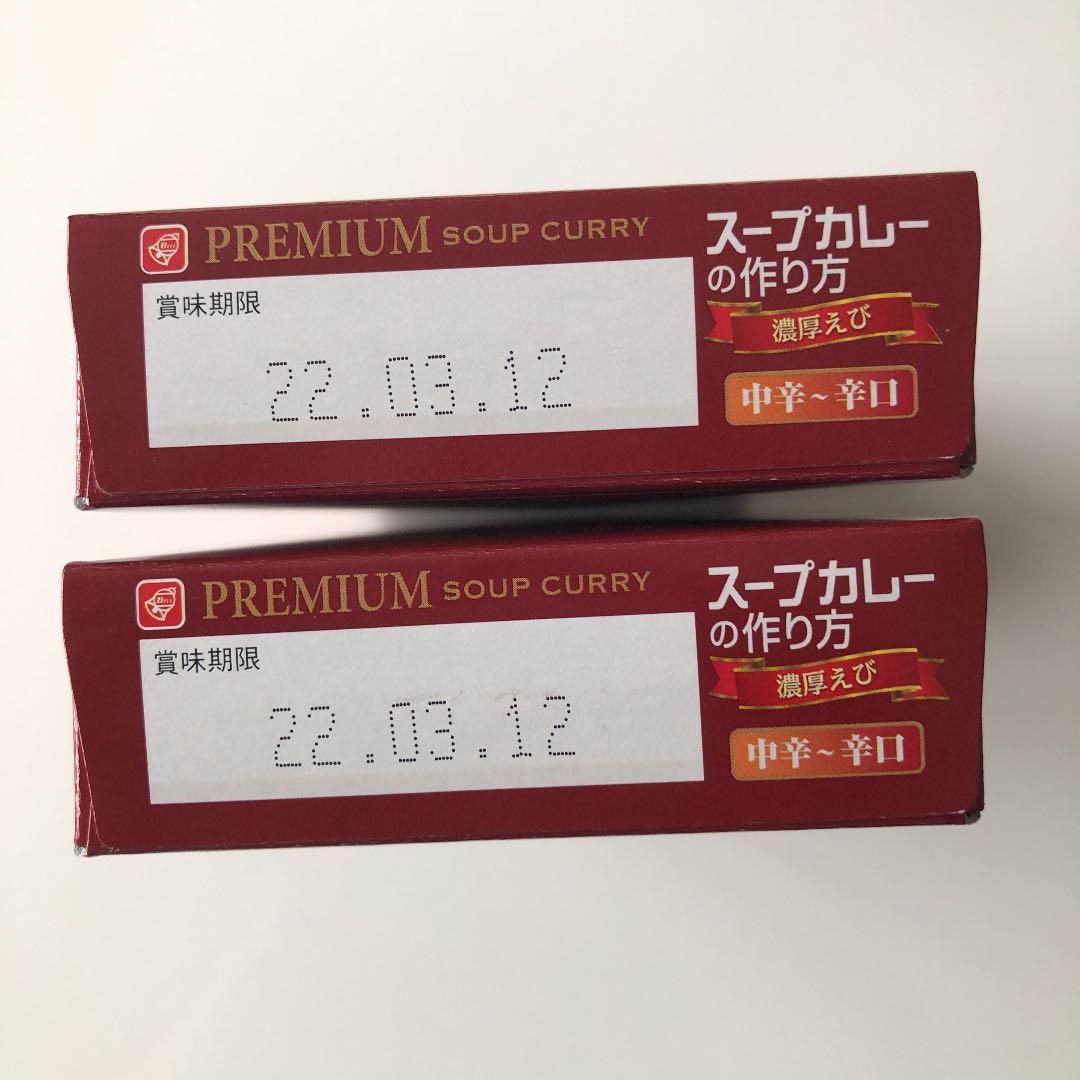 Bell
PREMIUM SOUP CURRY
賞味期限
22.03.12
スープカレー
の作り方
濃厚えび
中辛~辛口
Bell
PREMIUM SOUP CURRY
賞味期限
22.03.12
スープカレー
の作り方
濃厚えび
中辛~辛口